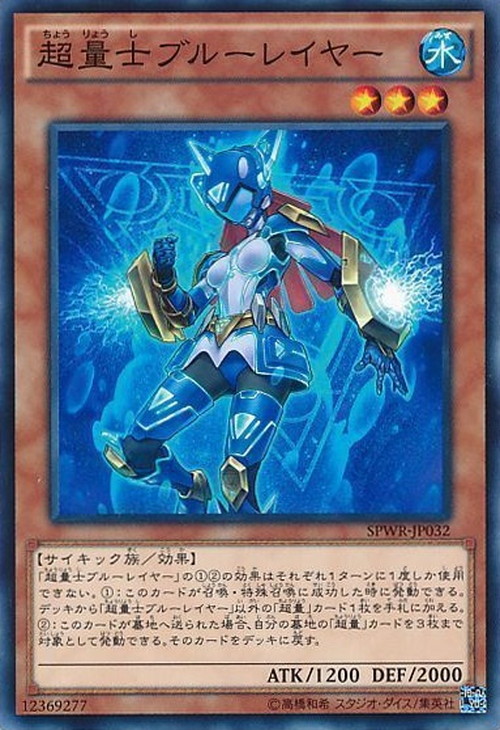 超量士ブルーレイヤー
水
SPWR-JP032
【サイキック族／効果】
「超量士ブルーレイヤー」の①②の効果はそれぞれ1ターンに1度しか使用
できない。①：このカードが召喚・特殊召喚に成功した時に発動できる。
デッキから「超量士ブルーレイヤー」以外の「超量」カード1枚を手札に加える。
②：このカードが墓地へ送られた場合、自分の墓地の「超量」カードを3枚まで
対象として発動できる。そのカードをデッキに戻す。
ATK/1200 DEF/2000
12369277 ©高橋和希 スタジオ・ダイス/集英社